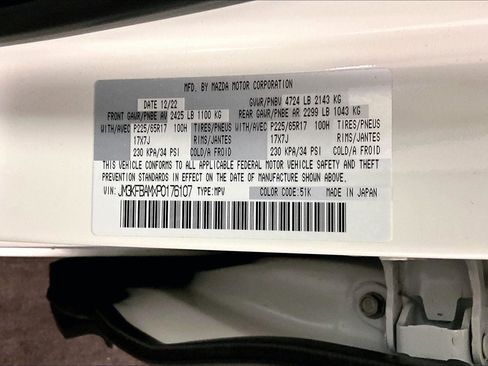 MFD. BY MAZDA MOTOR CORPORATION
DATE 12/22 GVWR/PNBV 4724 LB 2143 KG
FRONT GAWR/PNBE AV 2425 LB 1100 KG REAR GAWR/PNBE AR 2299 LB 1043 KG
WITH/AVEC P225/65R17 100H TIRES/PNEUS WITH/AVEC P225/65R17 100H TIRES/PNEUS
17X7J RIMS/JANTES 17X7J RIMS/JANTES
230 KPA/34 PSI COLD/A FROID 230 KPA/34 PSI COLD/A FROID
THIS VEHICLE CONFORMS TO ALL APPLICABLE FEDERAL MOTOR VEHICLE SAFETY AND THEFT
PREVENTION STANDARDS IN EFFECT ON THE DATE OF MANUFACTURE SHOWN ABOVE.
VIN: JM3KFBAMXP0176107 TYPE:MPV COLOR CODE:51K MADE IN JAPAN